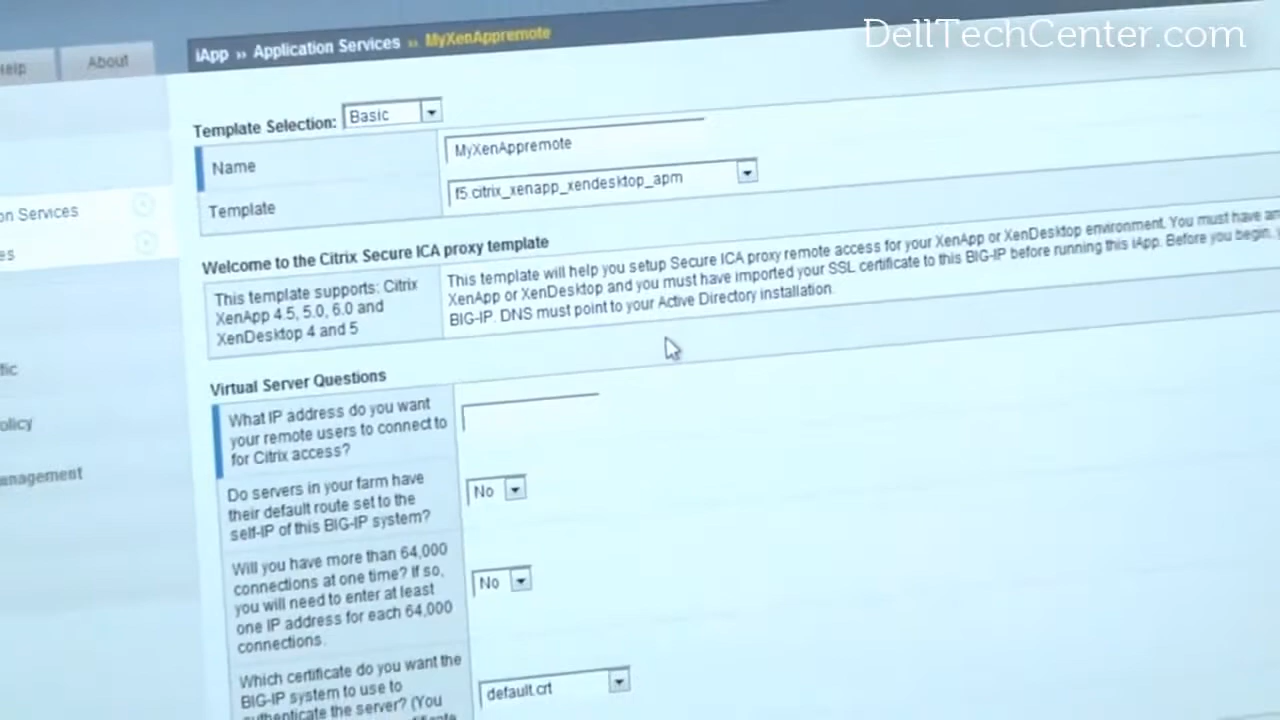 DellTechCenter.com
Help
About
iApp » Application Services » MyXenAppremote
Template Selection: Basic
Name
MyXenAppremote
Template
f5.citrix_xenapp_xendesktop_apm
on Services
es
Welcome to the Citrix Secure ICA proxy template
This template supports: Citrix
XenApp 4.5, 5.0, 6.0 and
XenDesktop 4 and 5
This template will help you setup Secure ICA proxy remote access for your XenApp or XenDesktop environment. You must have an
XenApp or XenDesktop and you must have imported your SSL certificate to this BIG-IP before running this iApp. Before you begin,
BIG-IP. DNS must point to your Active Directory installation.
fic
olicy
anagement
Virtual Server Questions
What IP address do you want
your remote users to connect to
for Citrix access?
Do servers in your farm have
their default route set to the
self-IP of this BIG-IP system?
No
Will you have more than 64,000
connections at one time? If so,
you will need to enter at least
one IP address for each 64,000
connections.
No
Which certificate do you want the
BIG-IP system to use to
authenticate the server? (You
default.crt